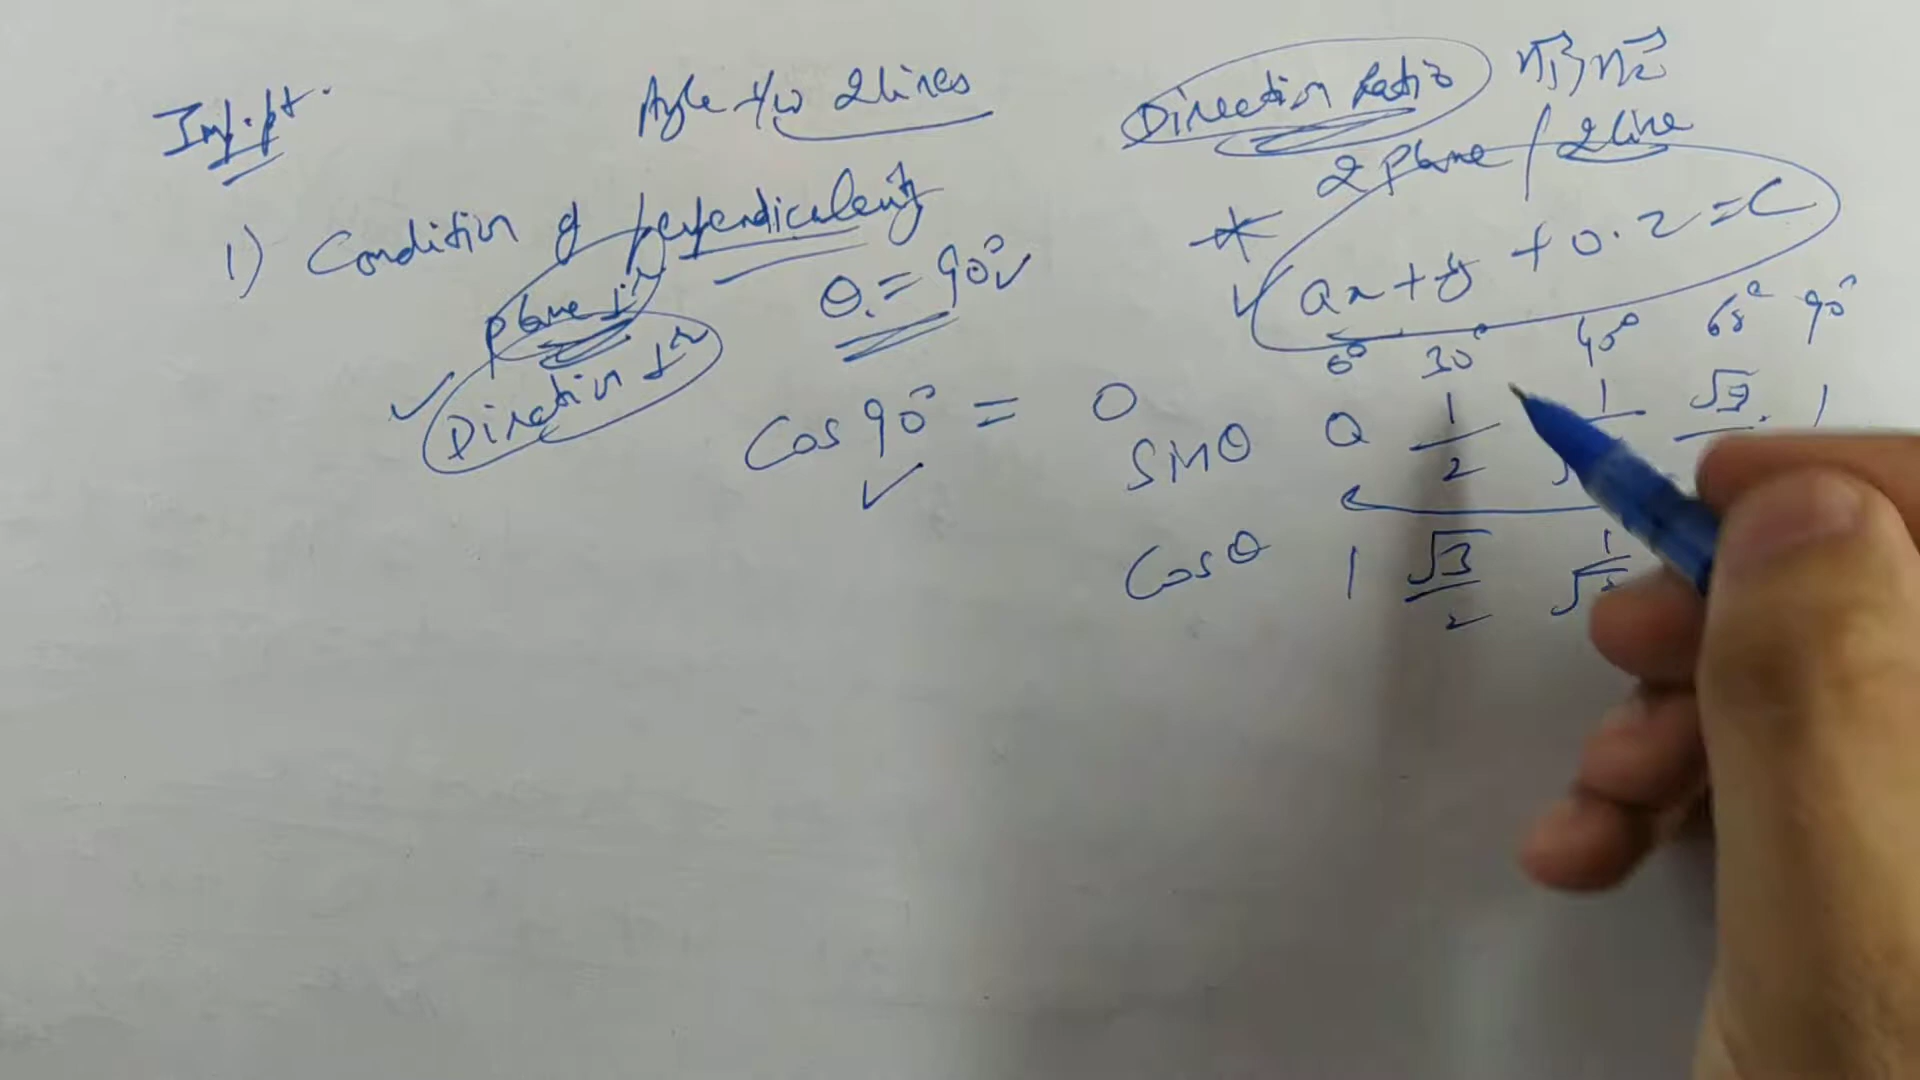 Imp. pt.
Angle b/w 2 lines
Direction Ratio n₁, n₂
2 plane / 2 line
1) Condition of perpendicularity
ax + y + 0.z = C
plane ⊥r
θ = 90°
Direction ⊥r
0° 30° 45° 60° 90°
Cos 90° = 0
Sinθ 0 1/2 1/√ √3 1
Cosθ 1 √3/2 1/√2